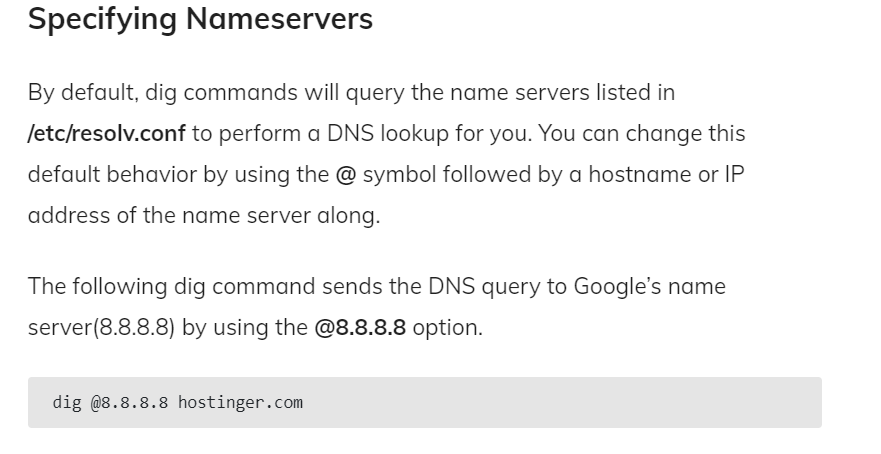 Specifying Nameservers
By default, dig commands will query the name servers listed in
/etc/resolv.conf to perform a DNS lookup for you. You can change this
default behavior by using the @ symbol followed by a hostname or IP
address of the name server along.
The following dig command sends the DNS query to Google’s name
server(8.8.8.8) by using the @8.8.8.8 option.
dig @8.8.8.8 hostinger.com